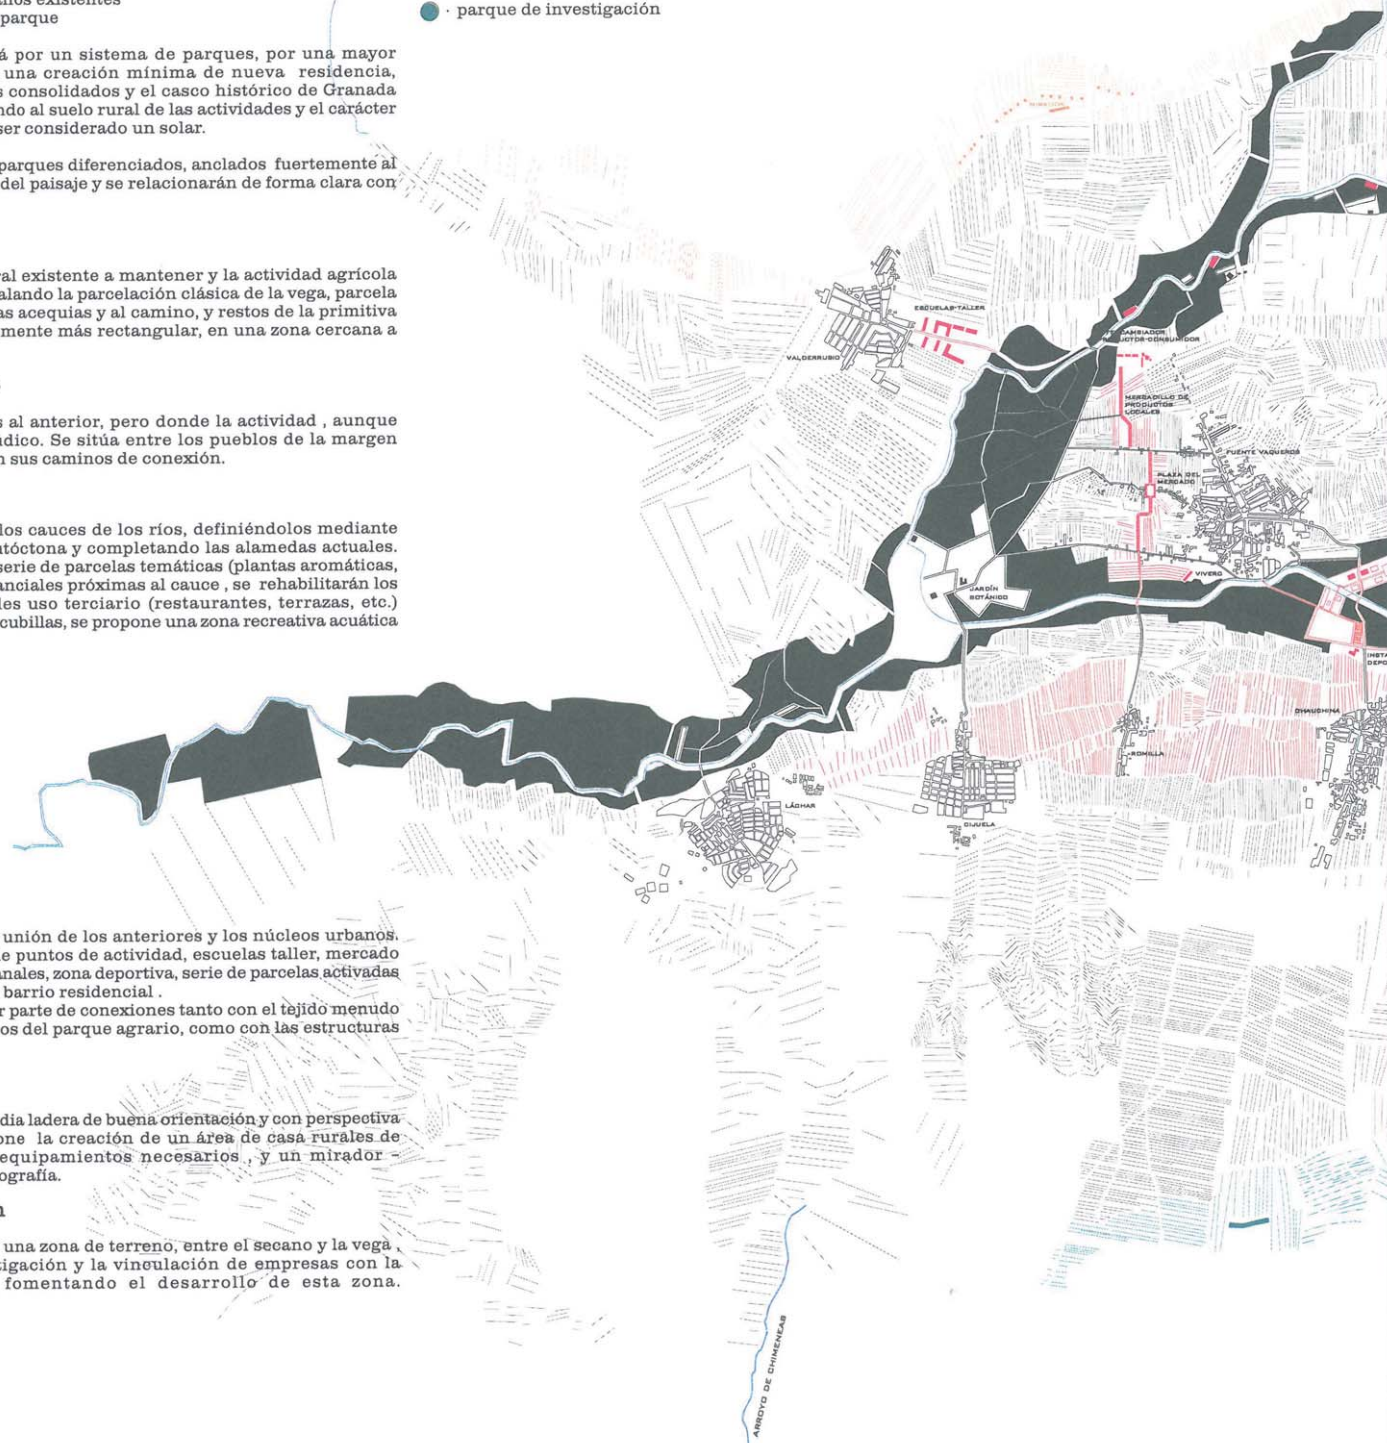 parque
· parque de investigación
á por un sistema de parques, por una mayor
una creación mínima de nueva residencia,
s consolidados y el casco histórico de Granada
ndo al suelo rural de las actividades y el carácter
ser considerado un solar.
parques diferenciados, anclados fuertemente al
del paisaje y se relacionarán de forma clara con
ral existente a mantener y la actividad agrícola
alando la parcelación clásica de la vega, parcela
as acequias y al camino, y restos de la primitiva
mente más rectangular, en una zona cercana a
s al anterior, pero donde la actividad , aunque
údico. Se sitúa entre los pueblos de la margen
n sus caminos de conexión.
los cauces de los ríos, definiéndolos mediante
utóctona y completando las alamedas actuales.
serie de parcelas temáticas (plantas aromáticas,
anciales próximas al cauce , se rehabilitarán los
les uso terciario (restaurantes, terrazas, etc.)
cubillas, se propone una zona recreativa acuática
unión de los anteriores y los núcleos urbanos.
e puntos de actividad, escuelas taller, mercado
anales, zona deportiva, serie de parcelas activadas
barrio residencial .
r parte de conexiones tanto con el tejido menudo
os del parque agrario, como con las estructuras
dia ladera de buena orientación y con perspectiva
one la creación de un área de casa rurales de
equipamientos necesarios , y un mirador -
ografía.
n
una zona de terreno, entre el secano y la vega ,
tigación y la vinculación de empresas con la
fomentando el desarrollo de esta zona.
ESCUELAS-TALLER
VALDERRUBIO
PRODUCTOR-CONSUMIDOR
MERCADILLO DE
PRODUCTOS
LOCALES
FUENTE VAQUEROS
PLAZA DEL
MERCADO
VIVERO
JARDÍN
BOTÁNICO
INSTA
DEPO
CHAUCHINA
ROMILLA
LÁCHAR
CIJUELA
ARROYO DE CHIMENEAS